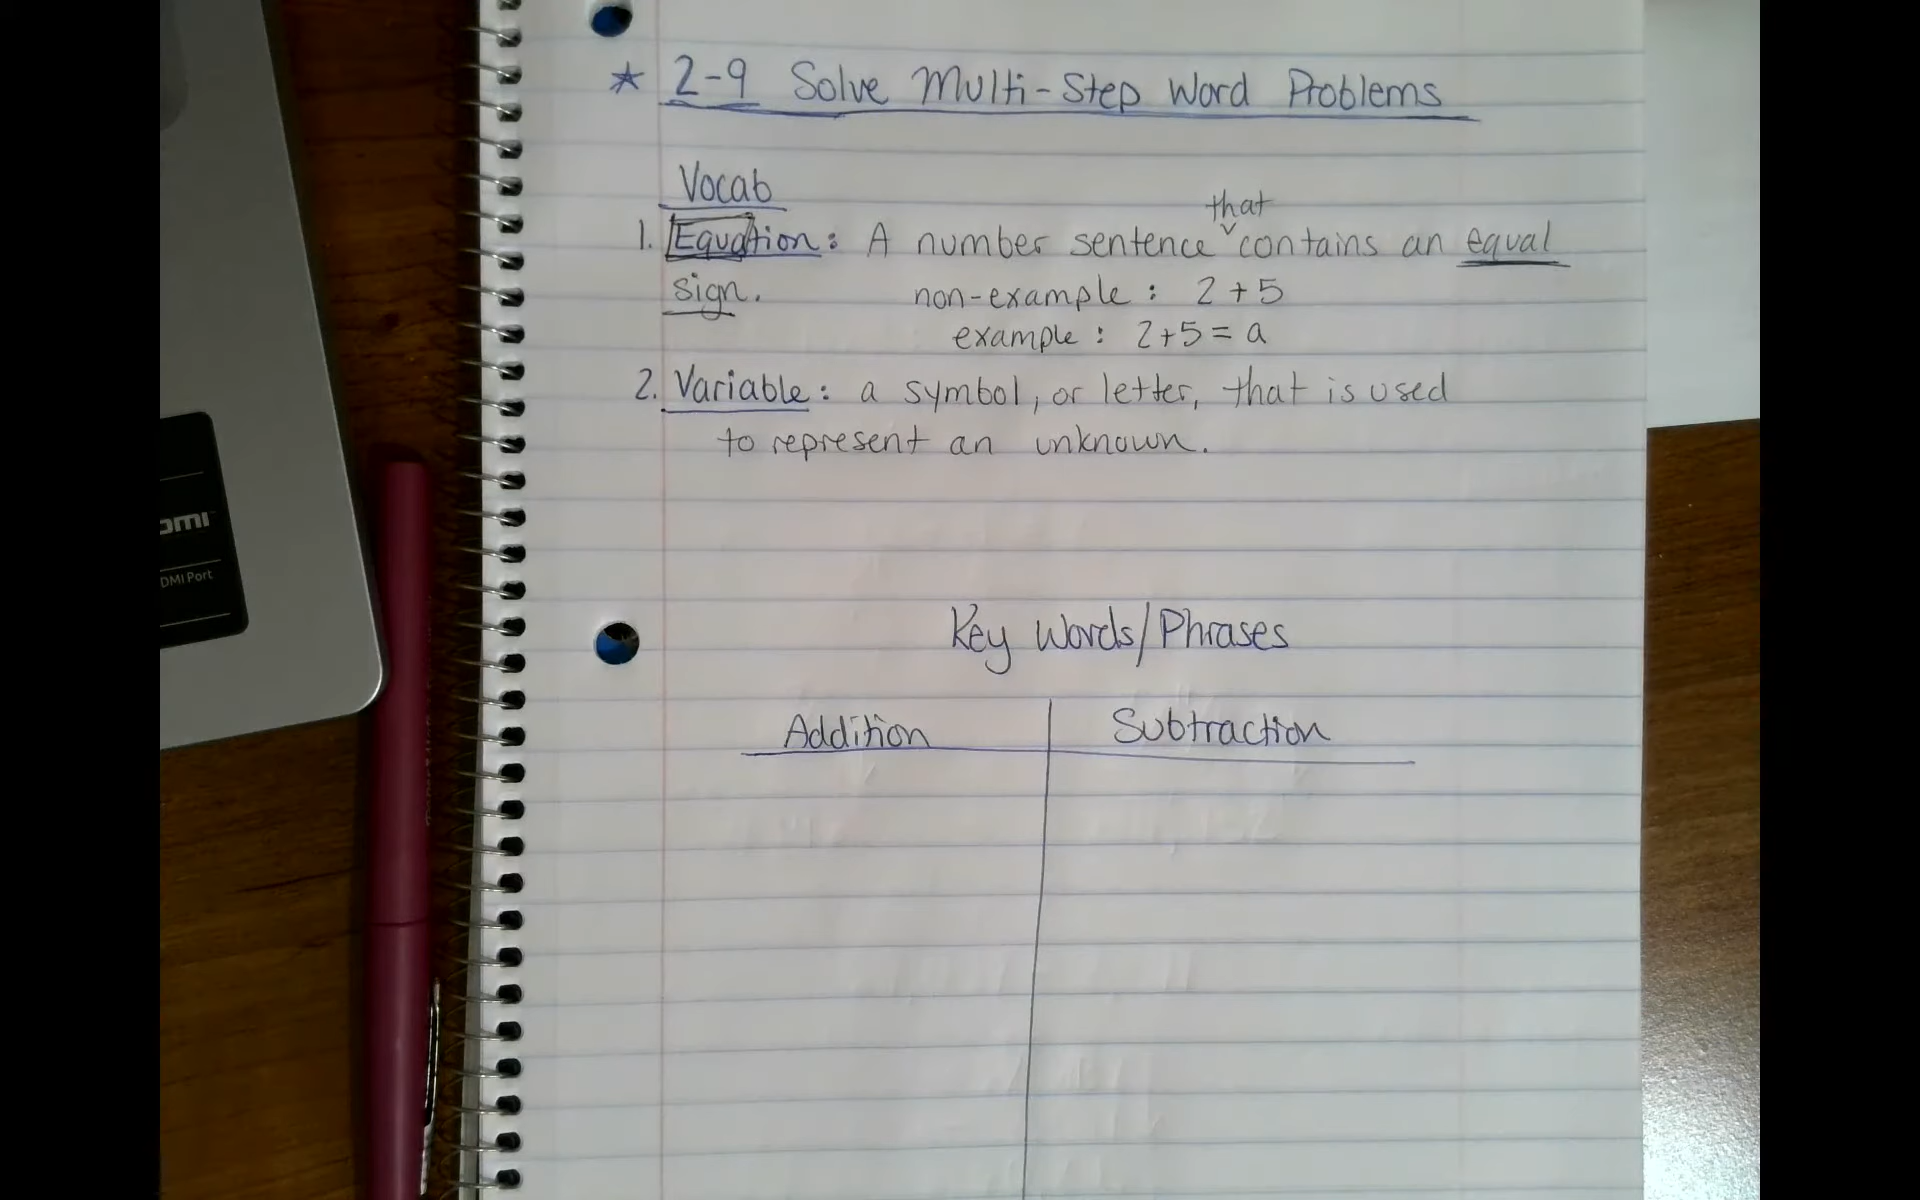 ★ 2-9 Solve Multi-Step Word Problems
Vocab
that
1. Equation: A number sentence contains an equal
sign. non-example: 2+5
example: 2+5=a
2. Variable: a symbol, or letter, that is used
to represent an unknown.
Key Words/Phrases
Addition Subtraction
DMI Port